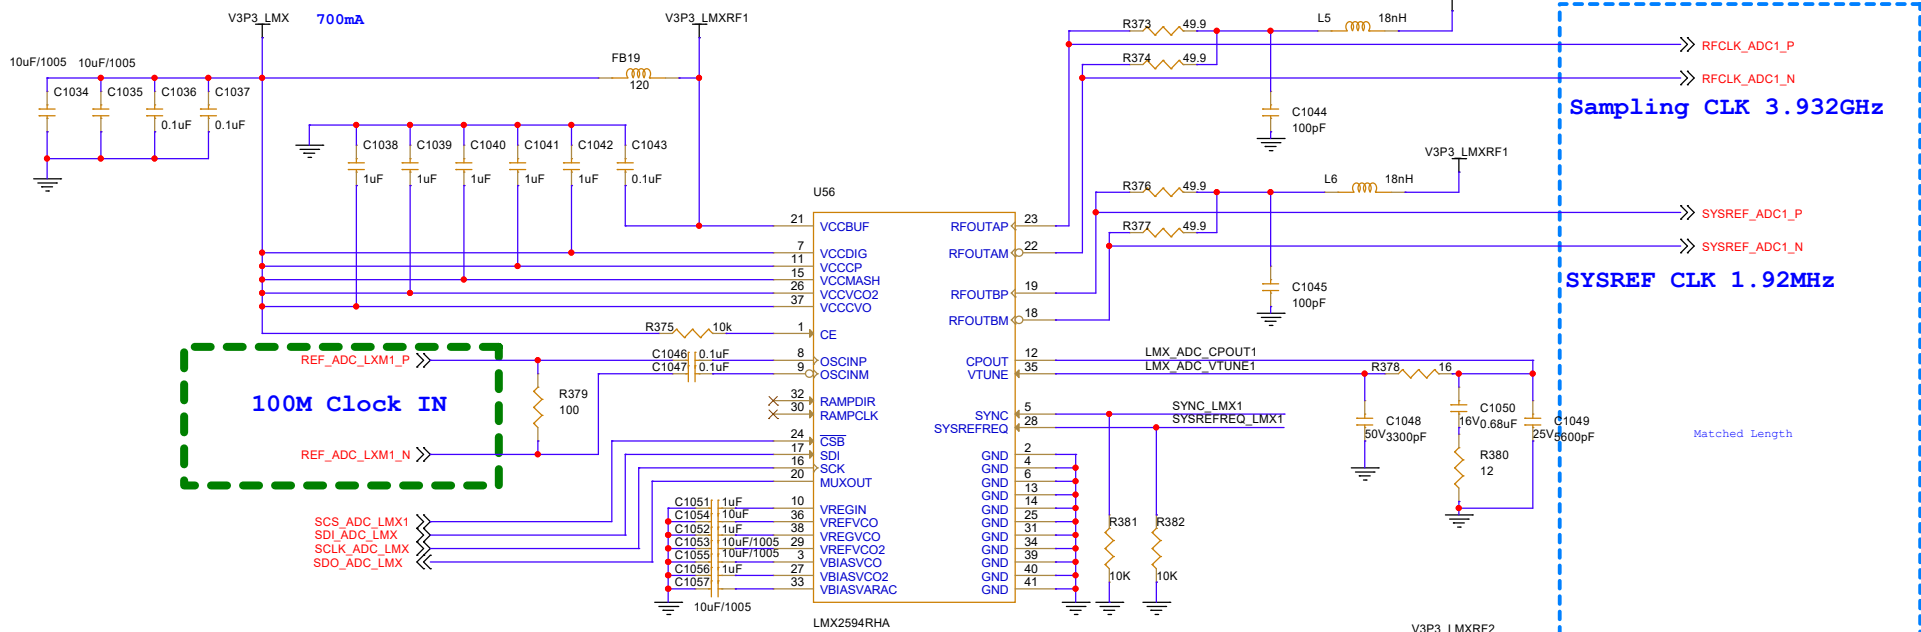 V3P3_LMX 700mA V3P3_LMXRF1
R373 49.9 L5 18nH
RFCLK_ADC1_P
R374 49.9
FB19
120
RFCLK_ADC1_N
10uF/1005 10uF/1005
C1034 C1035 C1036 C1037
0.1uF 0.1uF
Sampling CLK 3.932GHz
C1044
100pF
C1038 C1039 C1040 C1041 C1042 C1043
1uF 1uF 1uF 1uF 1uF 0.1uF
V3P3_LMXRF1
R376 49.9 L6 18nH
U56
SYSREF_ADC1_P
R377 49.9
SYSREF_ADC1_N
SYSREF CLK 1.92MHz
C1045
100pF
21 VCCBUF RFOUTAP 23
7 VCCDIG RFOUTAM 22
11 VCCCP
15 VCCMASH
26 VCCVCO2 RFOUTBP 19
37 VCCCVO
RFOUTBM 18
R375 10k 1 CE
REF_ADC_LXM1_P C1046 0.1uF 8 OSCINP CPOUT 12 LMX_ADC_CPOUT1
C1047 0.1uF 9 OSCINM VTUNE 35 LMX_ADC_VTUNE1 R378 16
R379
100
100M Clock IN
32 RAMPDIR
30 RAMPCLK SYNC 5 SYNC_LMX1
SYSREFREQ 28 SYSREFREQ_LMX1
C1048
50V 3300pF
C1050
16V 0.68uF
C1049
25V 5600pF
Matched Length
24 CSB
REF_ADC_LXM1_N 17 SDI GND 2
16 SCK GND 4
20 MUXOUT GND 6
R380
12
GND 13
C1051 1uF 10 VREGIN GND 14
SCS_ADC_LMX1 C1054 10uF 36 VREFVCO GND 25
SDI_ADC_LMX C1052 1uF 38 VREGVCO GND 31
SCLK_ADC_LMX C1053 10uF/1005 29 VREFVCO2 GND 34
SDO_ADC_LMX C1055 10uF/1005 3 VBIASVCO GND 39
C1056 1uF 27 VBIASVCO2 GND 40
C1057 33 VBIASVARAC GND 41
10uF/1005
R381 R382
10K 10K
LMX2594RHA
V3P3_LMXRF2